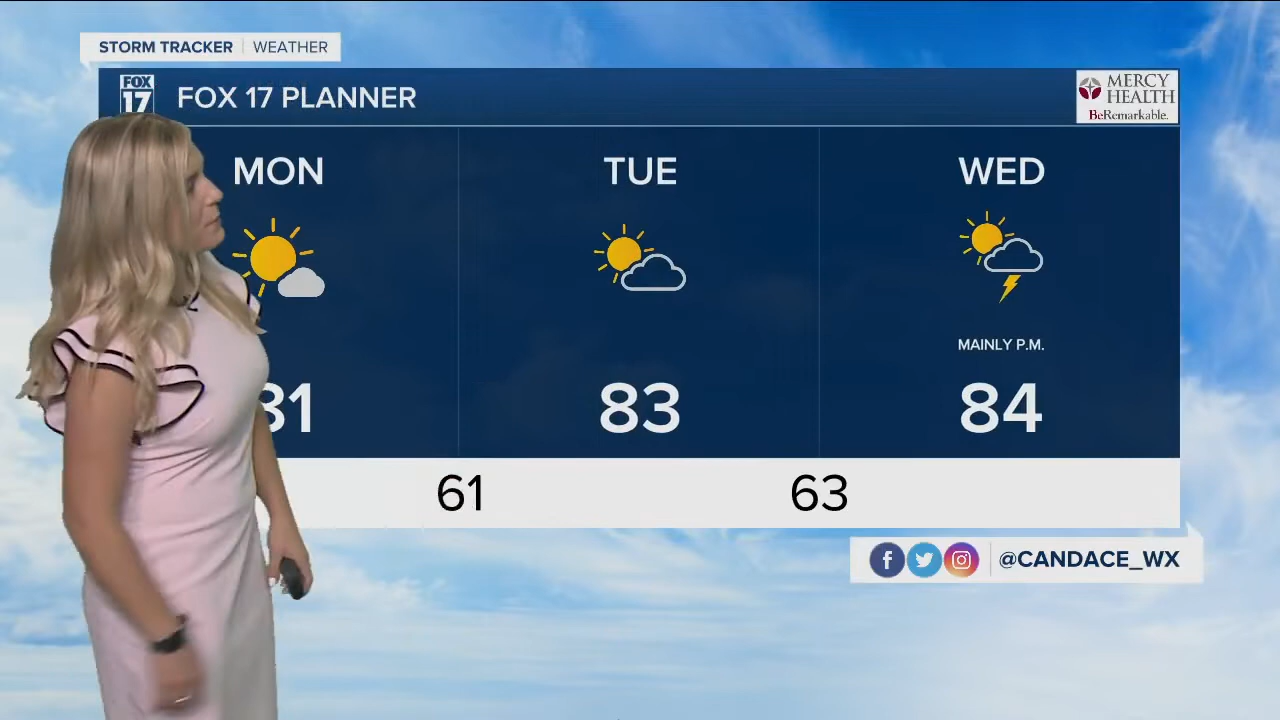 STORM TRACKER | WEATHER
FOX
17
FOX 17 PLANNER
MERCY
HEALTH
BeRemarkable.
MON
TUE
WED
MAINLY P.M.
81
83
84
61
63
@CANDACE_WX